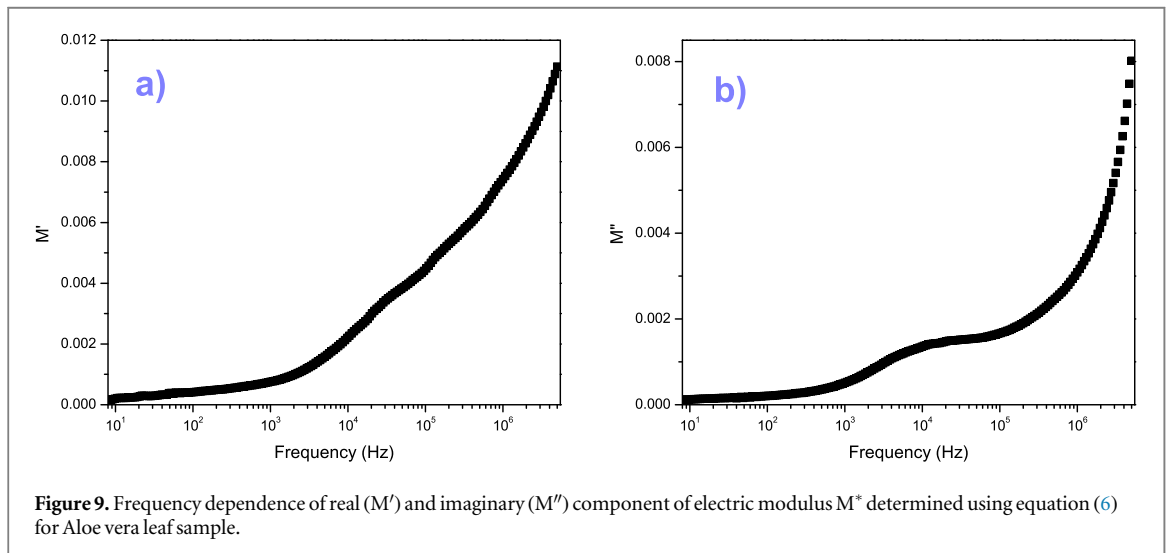 a)
0.012
0.010
0.008
0.006
0.004
0.002
0.000
M'
10¹ 10² 10³ 10⁴ 10⁵ 10⁶
Frequency (Hz)
b)
0.008
0.006
0.004
0.002
0.000
M"
10¹ 10² 10³ 10⁴ 10⁵ 10⁶
Frequency (Hz)
Figure 9. Frequency dependence of real (M′) and imaginary (M″) component of electric modulus M* determined using equation (6)
for Aloe vera leaf sample.